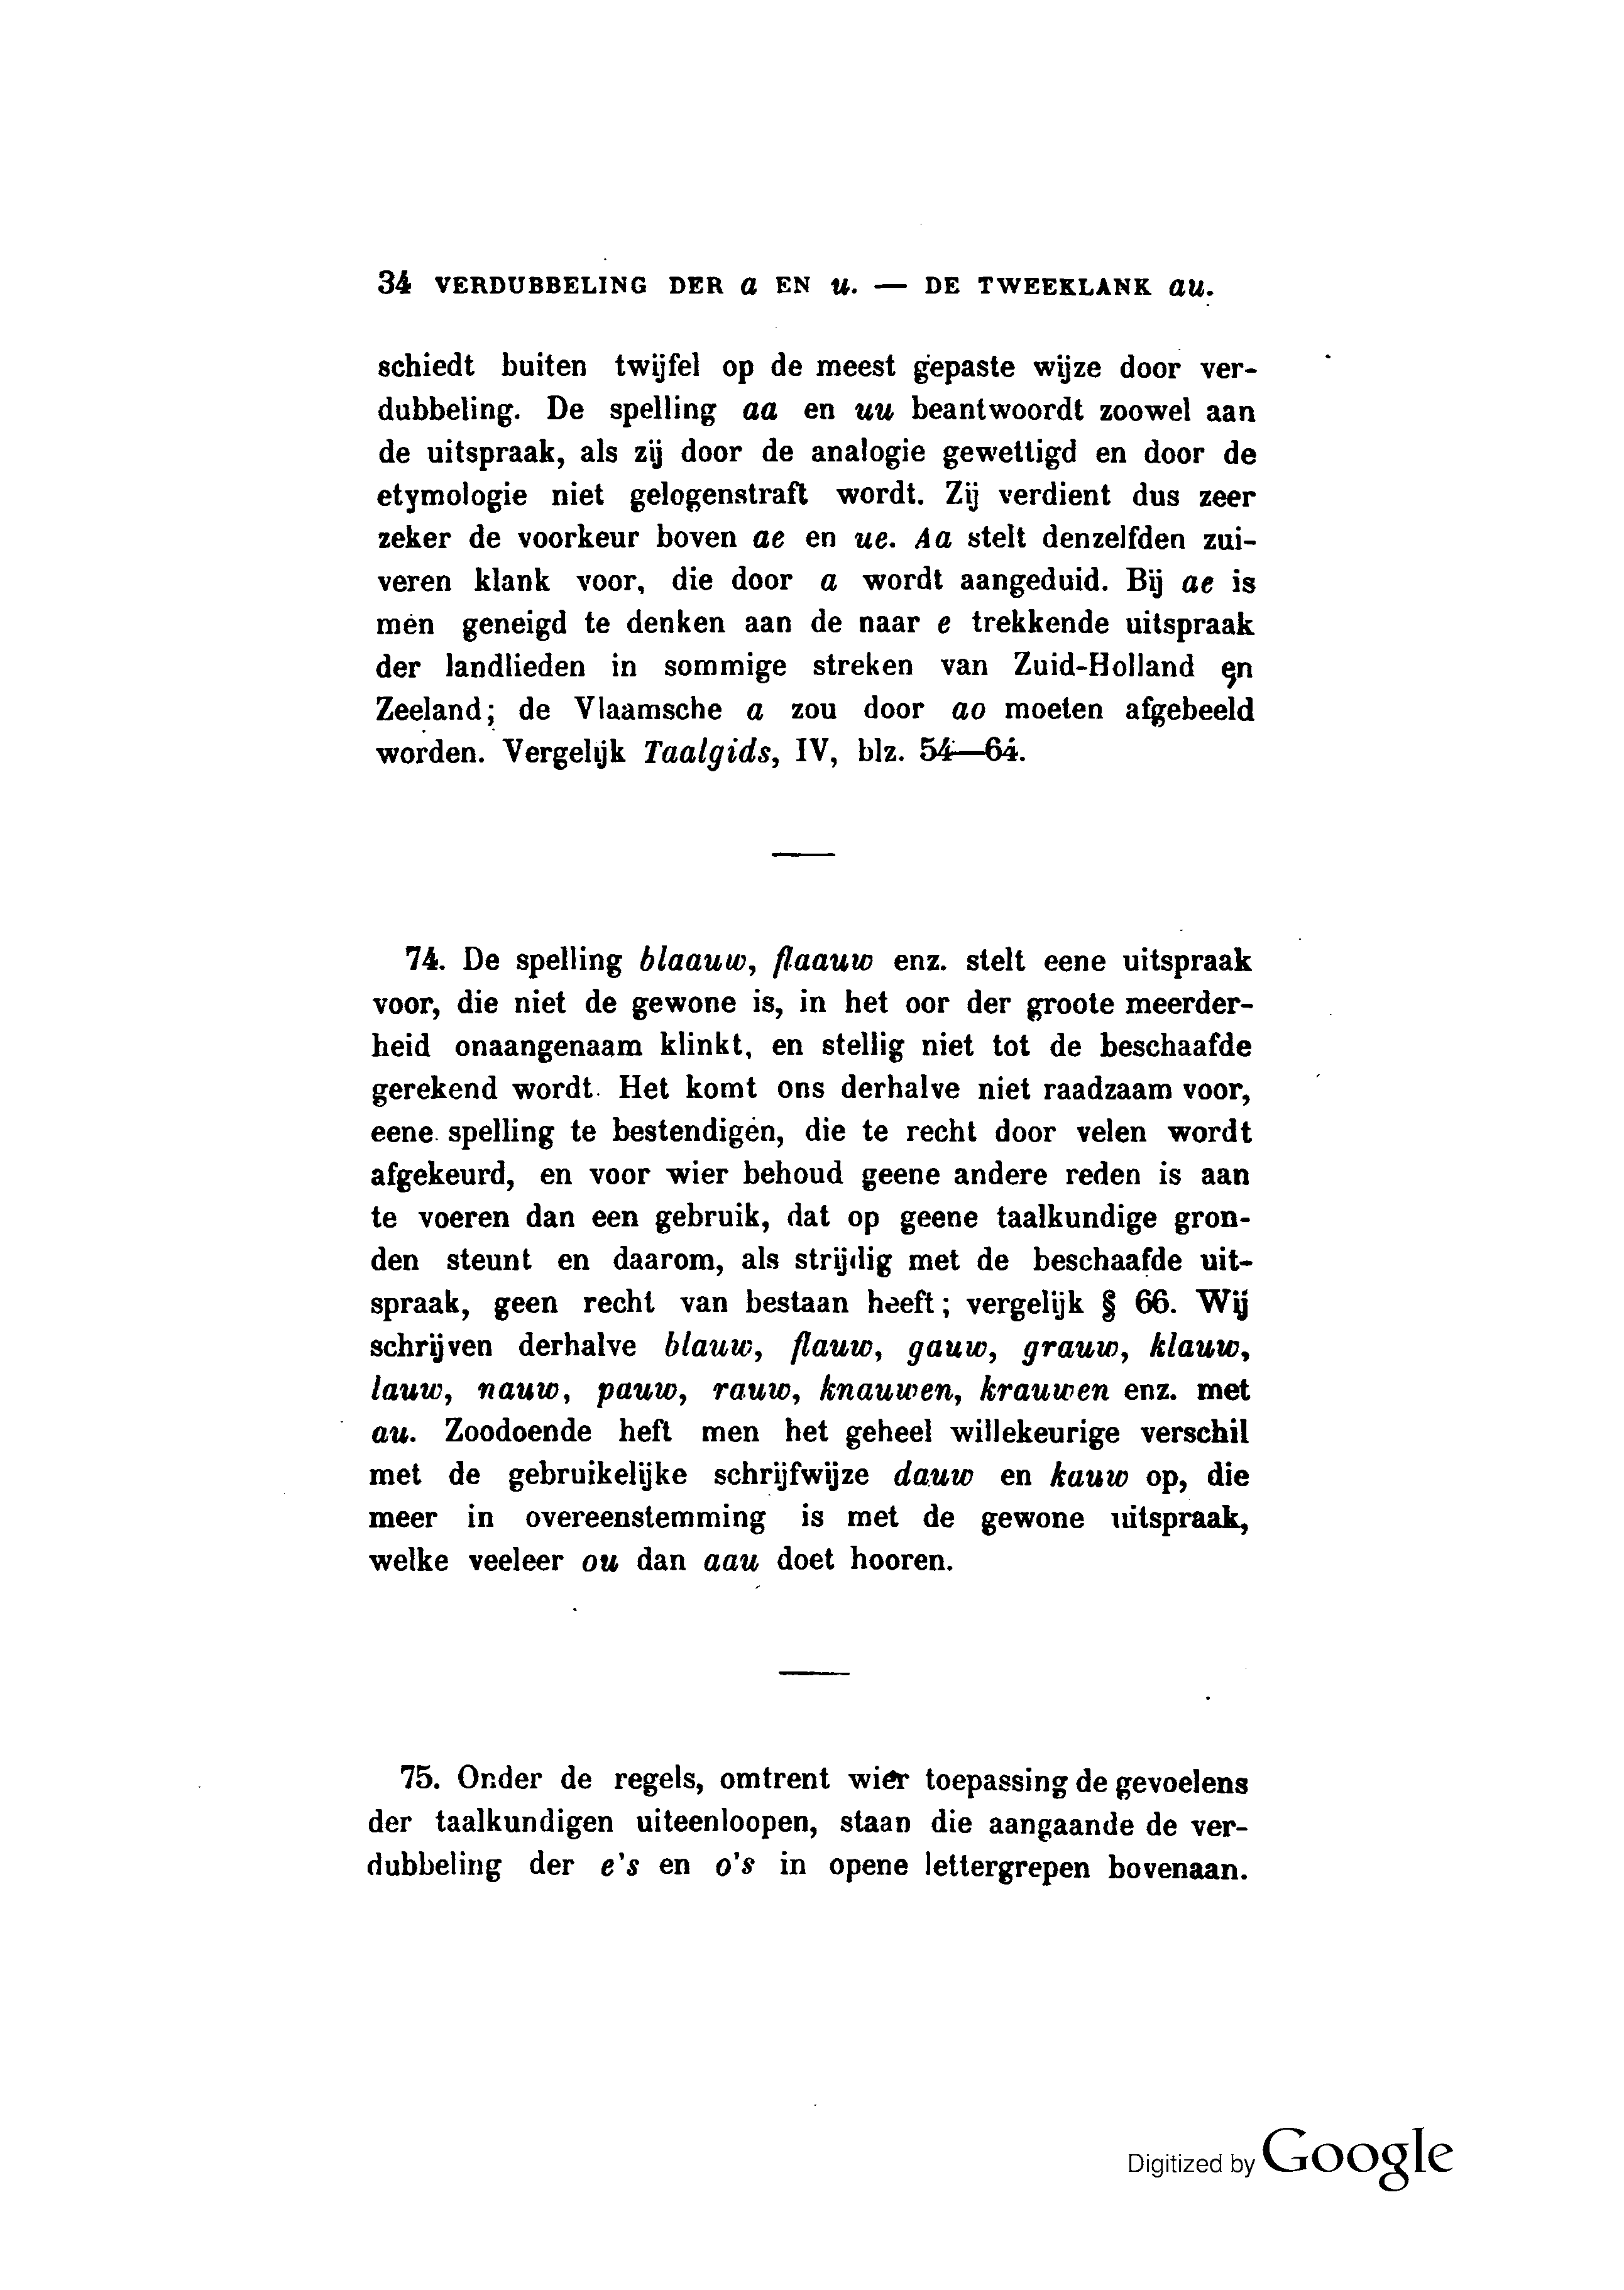 34 VERDUBBELING DER a EN u. — DE TWEEKLANK au.
schiedt buiten twijfel op de meest gepaste wijze door ver-
dubbeling. De spelling aa en uu beantwoordt zoowel aan
de uitspraak, als zij door de analogie gewettigd en door de
etymologie niet gelogenstraft wordt. Zij verdient dus zeer
zeker de voorkeur boven ae en ue. Aa stelt denzelfden zui-
veren klank voor, die door a wordt aangeduid. Bij ae is
men geneigd te denken aan de naar e trekkende uitspraak
der landlieden in sommige streken van Zuid-Holland en
Zeeland; de Vlaamsche a zou door ao moeten afgebeeld
worden. Vergelijk Taalgids, IV, blz. 54—64.
74. De spelling blaauw, flaauw enz. stelt eene uitspraak
voor, die niet de gewone is, in het oor der groote meerder-
heid onaangenaam klinkt, en stellig niet tot de beschaafde
gerekend wordt. Het komt ons derhalve niet raadzaam voor,
eene spelling te bestendigen, die te recht door velen wordt
afgekeurd, en voor wier behoud geene andere reden is aan
te voeren dan een gebruik, dat op geene taalkundige gron-
den steunt en daarom, als strijdig met de beschaafde uit-
spraak, geen recht van bestaan heeft; vergelijk § 66. Wij
schrijven derhalve blauw, flauw, gauw, grauw, klauw,
lauw, nauw, pauw, rauw, knauwen, krauwen enz. met
au. Zoodoende heft men het geheel willekeurige verschil
met de gebruikelijke schrijfwijze dauw en kauw op, die
meer in overeenstemming is met de gewone uitspraak,
welke veeleer ou dan aau doet hooren.
75. Onder de regels, omtrent wier toepassing de gevoelens
der taalkundigen uiteenloopen, staan die aangaande de ver-
dubbeling der e's en o's in opene lettergrepen bovenaan.
Digitized by Google